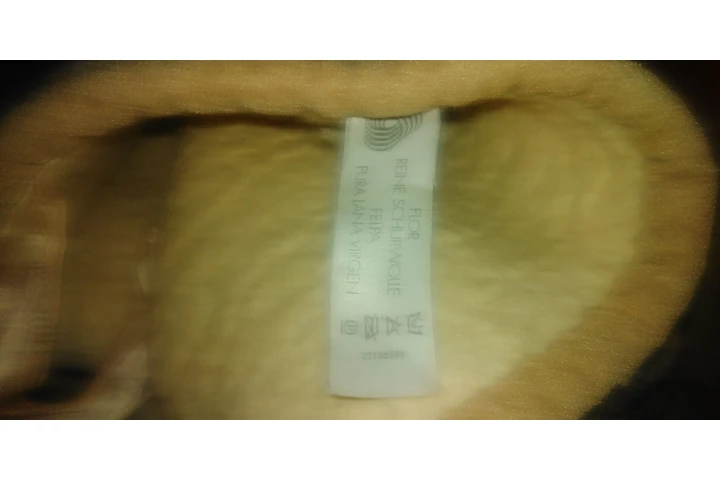 FLOR
REINE SCHURWOLLE
FELPA
PURA LANA VIRGEN